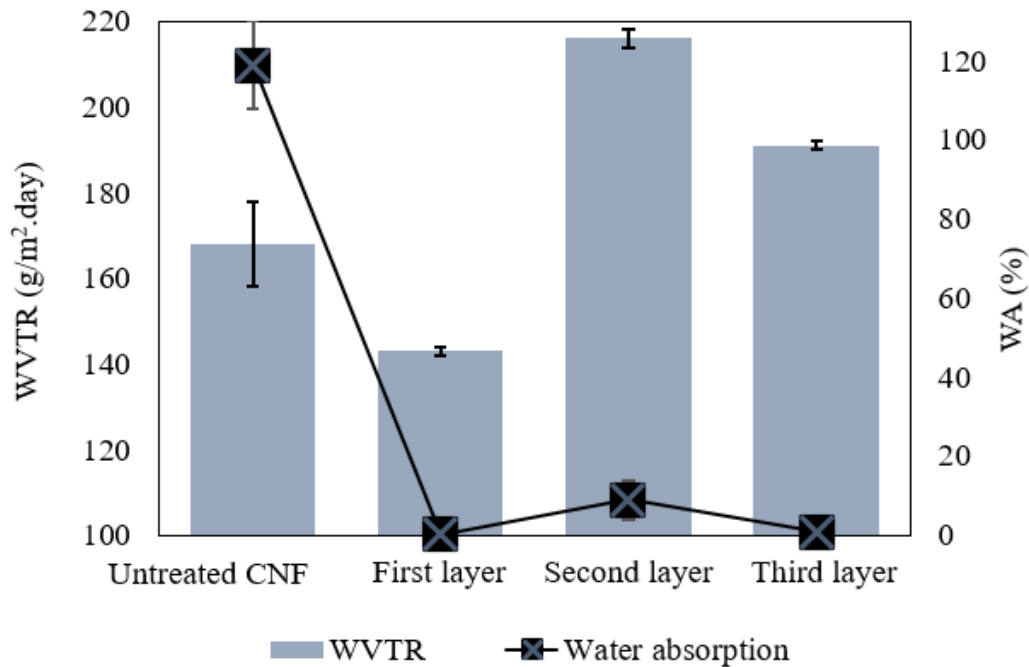 WVTR (g/m².day)
220
200
180
160
140
120
100
120
100
80
60
40
20
0
WA (%)
Untreated CNF
First layer
Second layer
Third layer
WVTR
Water absorption